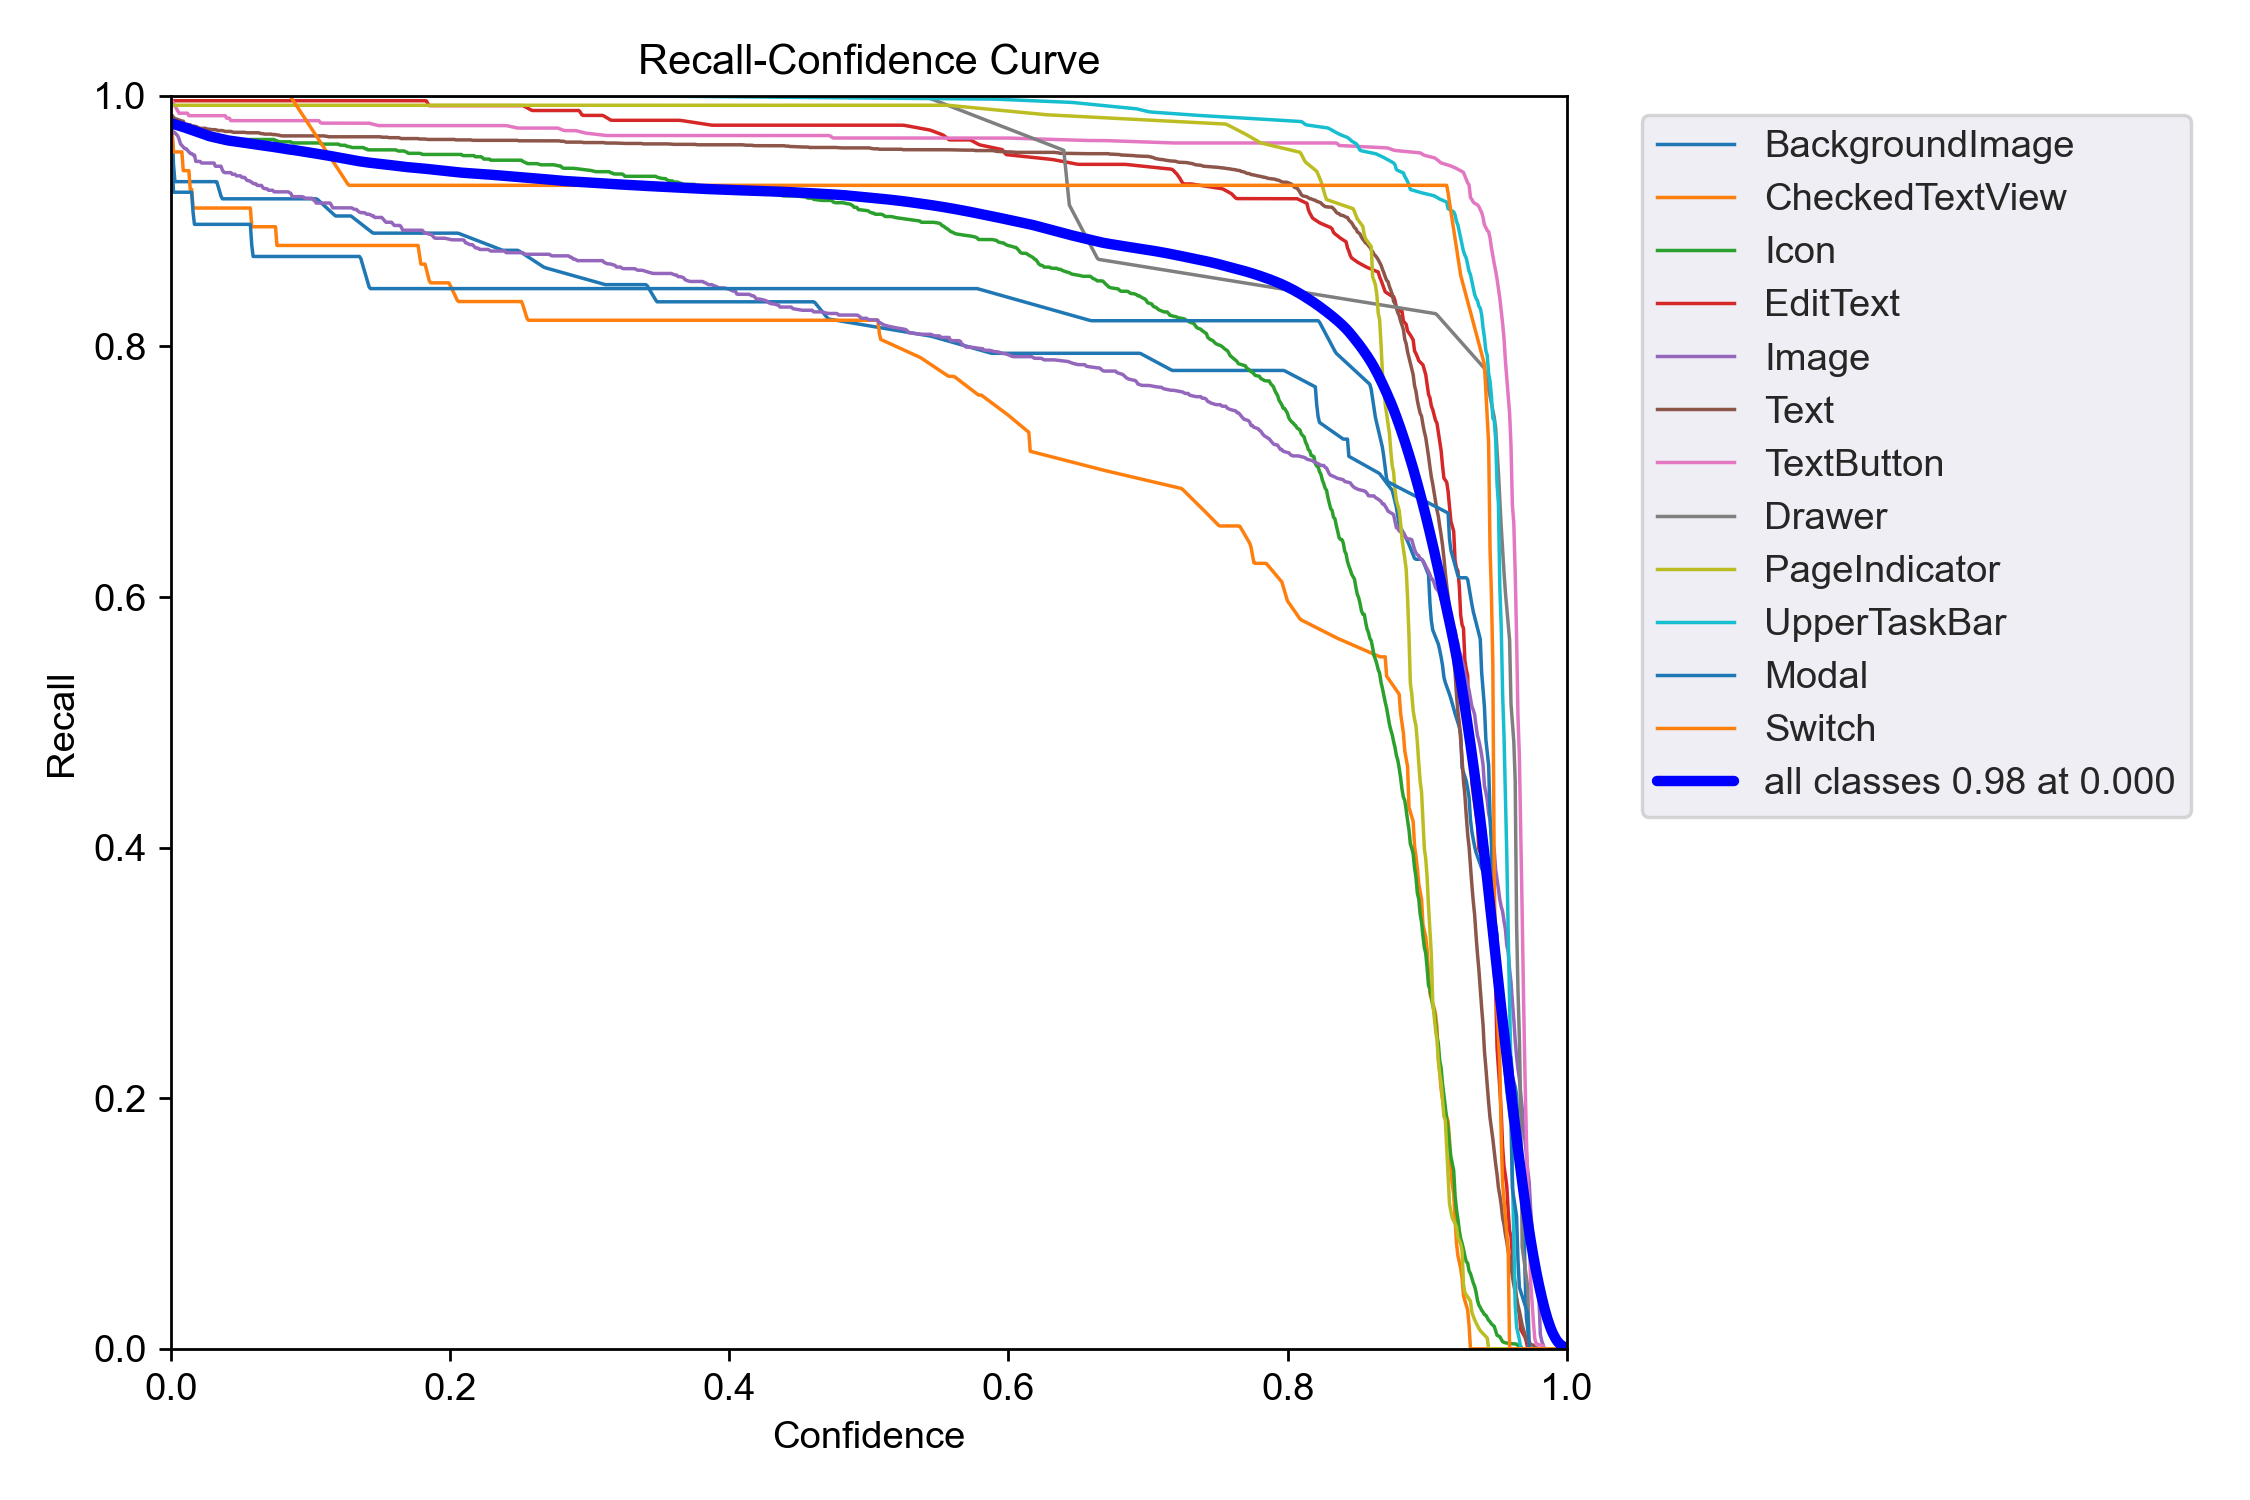 Recall-Confidence Curve
1.0
0.8
0.6
0.4
0.2
0.0
Recall
0.0 0.2 0.4 0.6 0.8 1.0
Confidence
BackgroundImage
CheckedTextView
Icon
EditText
Image
Text
TextButton
Drawer
PageIndicator
UpperTaskBar
Modal
Switch
all classes 0.98 at 0.000